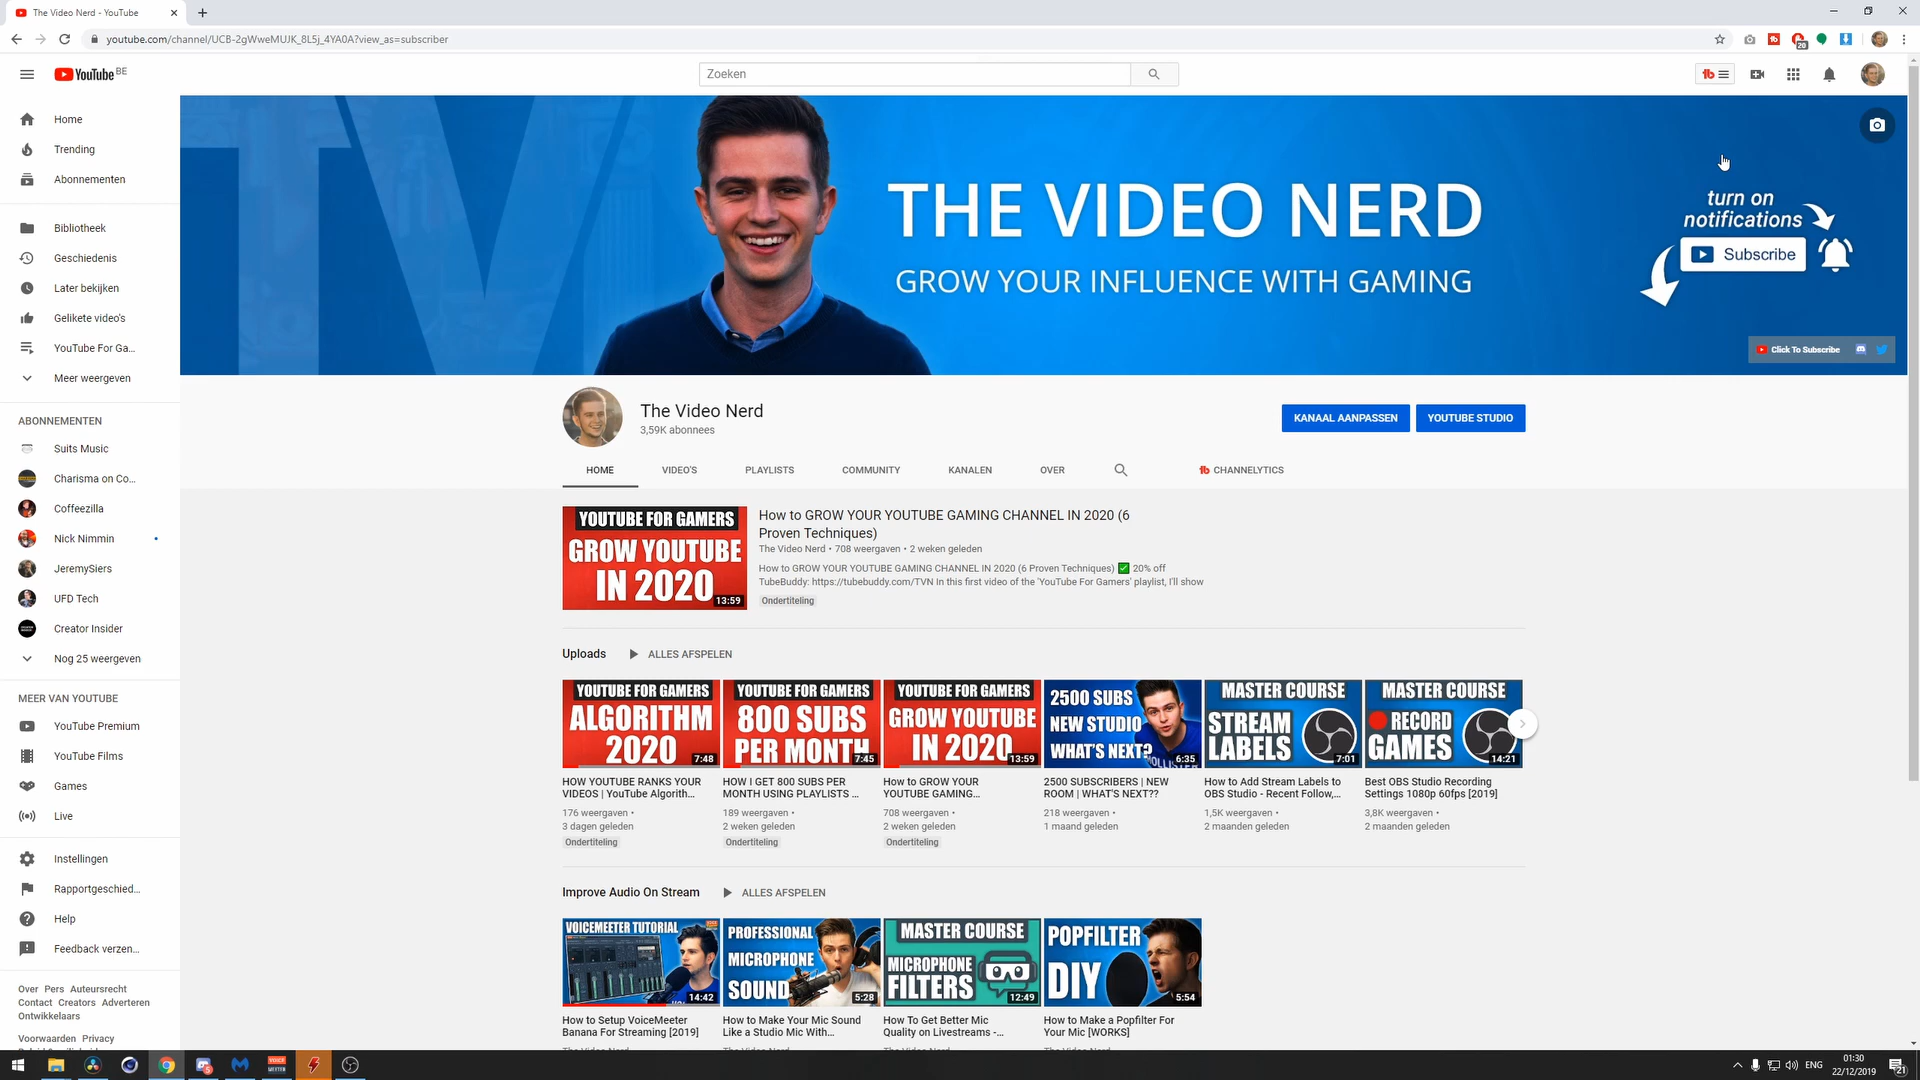 The Video Nerd - YouTube
youtube.com/channel/UCB-2gWweMUJK_8L5j_4YA0A?view_as=subscriber
20
YouTube BE
Zoeken
tb
Home
Trending
Abonnementen
Bibliotheek
Geschiedenis
Later bekijken
Gelikete video's
YouTube For Ga...
Meer weergeven
ABONNEMENTEN
Suits Music
Charisma on Co...
Coffeezilla
Nick Nimmin
JeremySiers
UFD Tech
Creator Insider
Nog 25 weergeven
MEER VAN YOUTUBE
YouTube Premium
YouTube Films
Games
Live
Instellingen
Rapportgeschied...
Help
Feedback verzen...
Over Pers Auteursrecht
Contact Creators Adverteren
Ontwikkelaars
Voorwaarden Privacy
TV
THE VIDEO NERD
GROW YOUR INFLUENCE WITH GAMING
turn on
notifications
Subscribe
Click To Subscribe
The Video Nerd
3,59K abonnees
KANAAL AANPASSEN
YOUTUBE STUDIO
HOME VIDEO'S PLAYLISTS COMMUNITY KANALEN OVER tb CHANNELYTICS
YOUTUBE FOR GAMERS
GROW YOUTUBE
IN 2020
13:59
How to GROW YOUR YOUTUBE GAMING CHANNEL IN 2020 (6
Proven Techniques)
The Video Nerd • 708 weergaven • 2 weken geleden
How to GROW YOUR YOUTUBE GAMING CHANNEL IN 2020 (6 Proven Techniques) ✅ 20% off
TubeBuddy: https://tubebuddy.com/TVN In this first video of the 'YouTube For Gamers' playlist, I'll show
Ondertiteling
Uploads ALLES AFSPELEN
YOUTUBE FOR GAMERS
ALGORITHM
2020
7:48
HOW YOUTUBE RANKS YOUR
VIDEOS | YouTube Algorith...
176 weergaven •
3 dagen geleden
Ondertiteling
YOUTUBE FOR GAMERS
800 SUBS
PER MONTH
7:45
HOW I GET 800 SUBS PER
MONTH USING PLAYLISTS ...
189 weergaven •
2 weken geleden
Ondertiteling
YOUTUBE FOR GAMERS
GROW YOUTUBE
IN 2020
13:59
How to GROW YOUR
YOUTUBE GAMING...
708 weergaven •
2 weken geleden
Ondertiteling
2500 SUBS
NEW STUDIO
WHAT'S NEXT?
HOLLISTER
6:35
2500 SUBSCRIBERS | NEW
ROOM | WHAT'S NEXT??
218 weergaven •
1 maand geleden
MASTER COURSE
STREAM
LABELS
7:01
How to Add Stream Labels to
OBS Studio - Recent Follow,...
1,5K weergaven •
2 maanden geleden
MASTER COURSE
RECORD
GAMES
14:21
Best OBS Studio Recording
Settings 1080p 60fps [2019]
3,8K weergaven •
2 maanden geleden
Improve Audio On Stream ALLES AFSPELEN
VOICEMEETER TUTORIAL
14:42
How to Setup VoiceMeeter
Banana For Streaming [2019]
PROFESSIONAL
MICROPHONE
SOUND
5:28
How to Make Your Mic Sound
Like a Studio Mic With...
MASTER COURSE
MICROPHONE
FILTERS
12:49
How To Get Better Mic
Quality on Livestreams -...
POPFILTER
DIY
5:54
How to Make a Popfilter For
Your Mic [WORKS]
ENG
01:30
22/12/2019
21